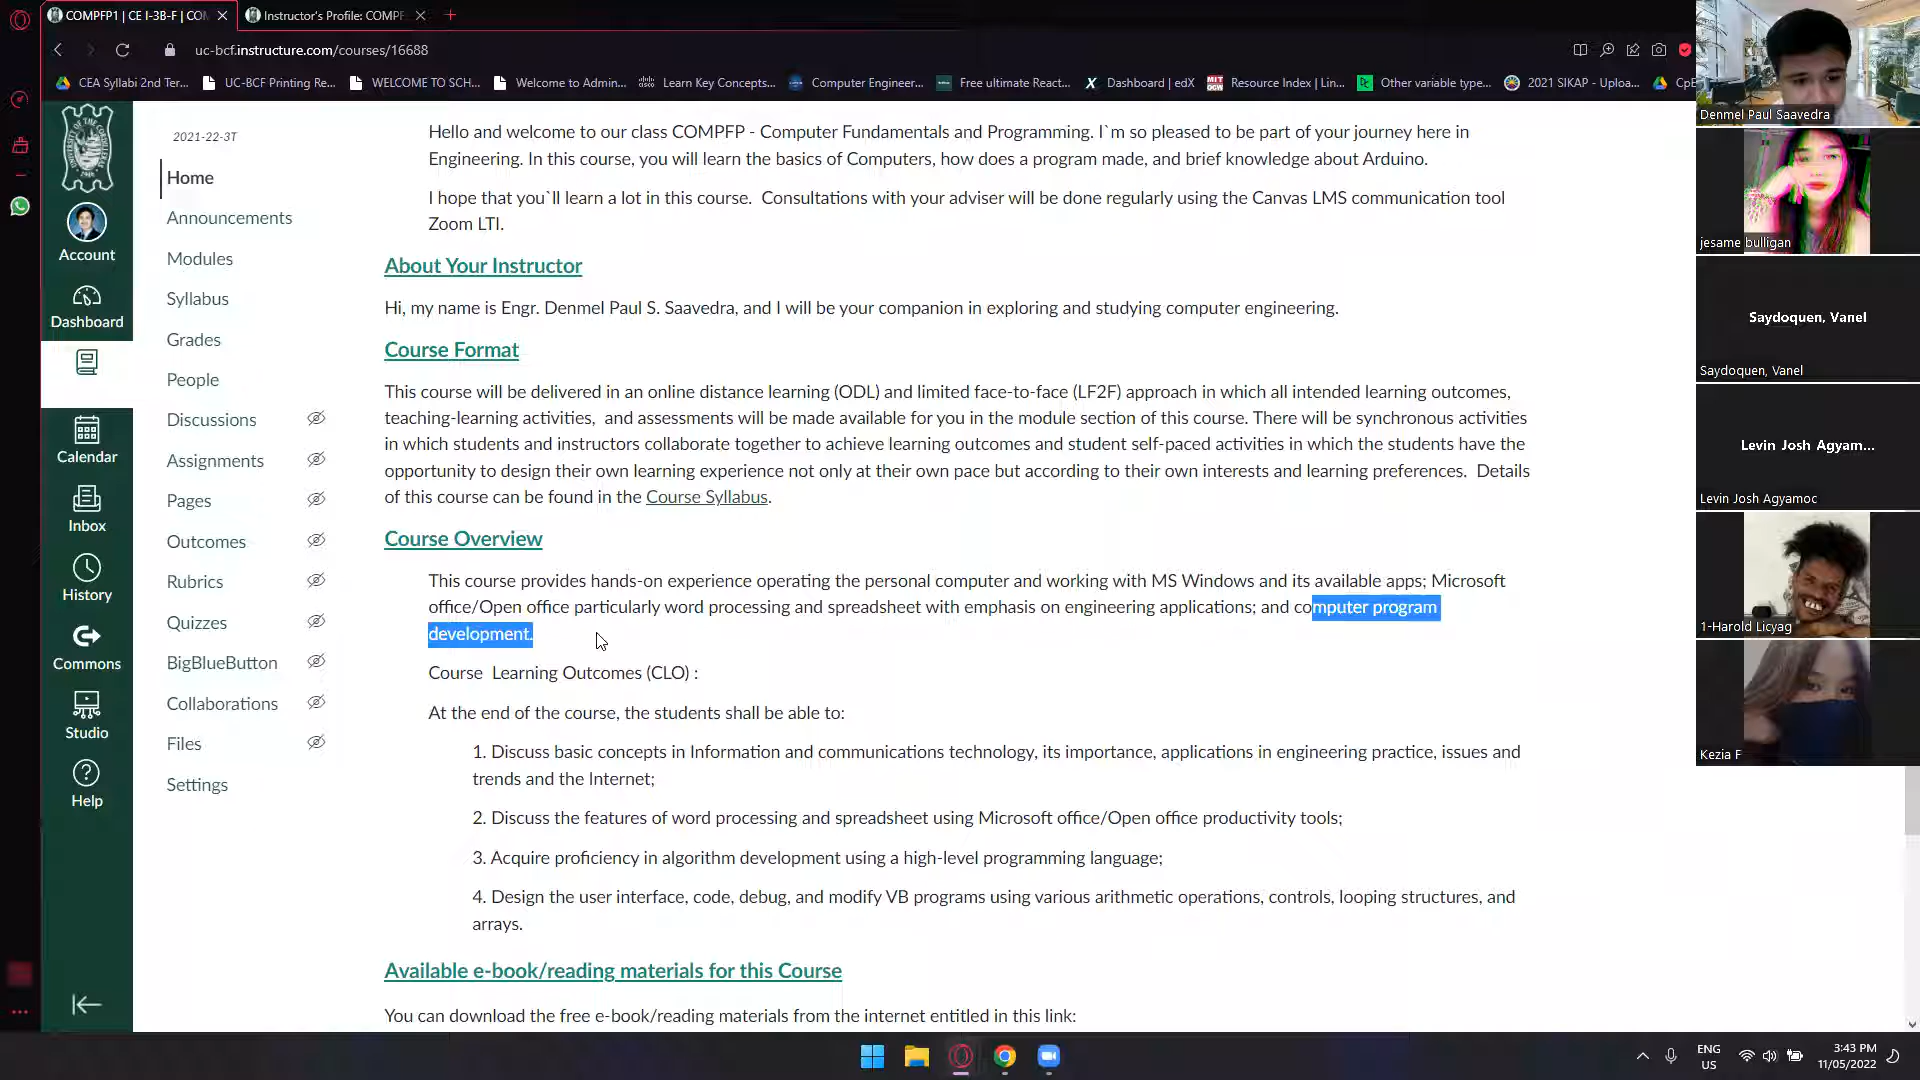 COMPFP1 | CE I-3B-F | CO
Instructor's Profile: COMPF
uc-bcf.instructure.com/courses/16688
CEA Syllabi 2nd Ter...
UC-BCF Printing Re...
WELCOME TO SCH...
Welcome to Admin...
Learn Key Concepts...
Computer Engineer...
Free ultimate React...
Dashboard | edX
Resource Index | Lin...
Other variable type...
2021 SIKAP - Uploa...
CpE
Account
Dashboard
Calendar
Inbox
History
Commons
Studio
Help
2021-22-3T
Home
Announcements
Modules
Syllabus
Grades
People
Discussions
Assignments
Pages
Outcomes
Rubrics
Quizzes
BigBlueButton
Collaborations
Files
Settings
Hello and welcome to our class COMPFP - Computer Fundamentals and Programming. I`m so pleased to be part of your journey here in
Engineering. In this course, you will learn the basics of Computers, how does a program made, and brief knowledge about Arduino.
I hope that you`ll learn a lot in this course. Consultations with your adviser will be done regularly using the Canvas LMS communication tool
Zoom LTI.
About Your Instructor
Hi, my name is Engr. Denmel Paul S. Saavedra, and I will be your companion in exploring and studying computer engineering.
Course Format
This course will be delivered in an online distance learning (ODL) and limited face-to-face (LF2F) approach in which all intended learning outcomes,
teaching-learning activities, and assessments will be made available for you in the module section of this course. There will be synchronous activities
in which students and instructors collaborate together to achieve learning outcomes and student self-paced activities in which the students have the
opportunity to design their own learning experience not only at their own pace but according to their own interests and learning preferences. Details
of this course can be found in the Course Syllabus.
Course Overview
This course provides hands-on experience operating the personal computer and working with MS Windows and its available apps; Microsoft
office/Open office particularly word processing and spreadsheet with emphasis on engineering applications; and computer program
development.
Course Learning Outcomes (CLO) :
At the end of the course, the students shall be able to:
1. Discuss basic concepts in Information and communications technology, its importance, applications in engineering practice, issues and
trends and the Internet;
2. Discuss the features of word processing and spreadsheet using Microsoft office/Open office productivity tools;
3. Acquire proficiency in algorithm development using a high-level programming language;
4. Design the user interface, code, debug, and modify VB programs using various arithmetic operations, controls, looping structures, and
arrays.
Available e-book/reading materials for this Course
You can download the free e-book/reading materials from the internet entitled in this link:
Denmel Paul Saavedra
jesame bulligan
Saydoquen, Vanel
Saydoquen, Vanel
Levin Josh Agyam...
Levin Josh Agyamoc
1-Harold Licyag
Kezia F
ENG
US
3:43 PM
11/05/2022